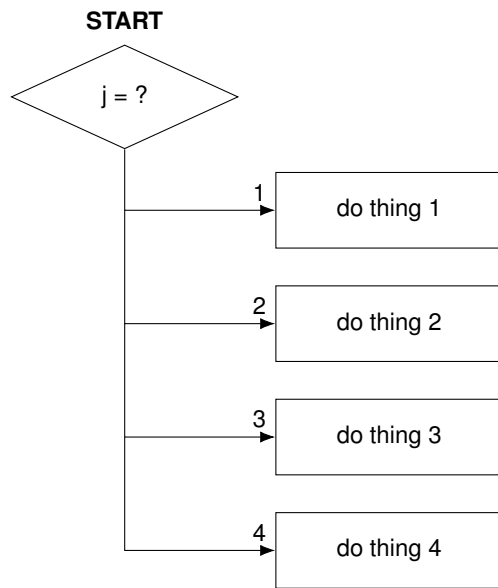 START
j = ?
1
do thing 1
2
do thing 2
3
do thing 3
4
do thing 4